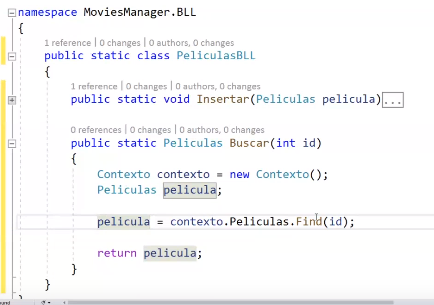 namespace MoviesManager.BLL
{
1 reference | 0 changes | 0 authors, 0 changes
public static class PeliculasBLL
{
1 reference | 0 changes | 0 authors, 0 changes
public static void Insertar(Peliculas pelicula)...
0 references | 0 changes | 0 authors, 0 changes
public static Peliculas Buscar(int id)
{
Contexto contexto = new Contexto();
Peliculas pelicula;
pelicula = contexto.Peliculas.Find(id);
return pelicula;
}
}
}